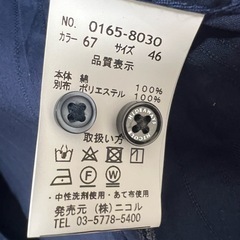 NO. 0165-8030
カラー 67 サイズ 46
品質表示
本体 綿 100%
別布 ポリエステル 100%
取扱い方
・中性洗剤使用・あて布使用
発売元 (株)ニコル
TEL 03-5778-5400